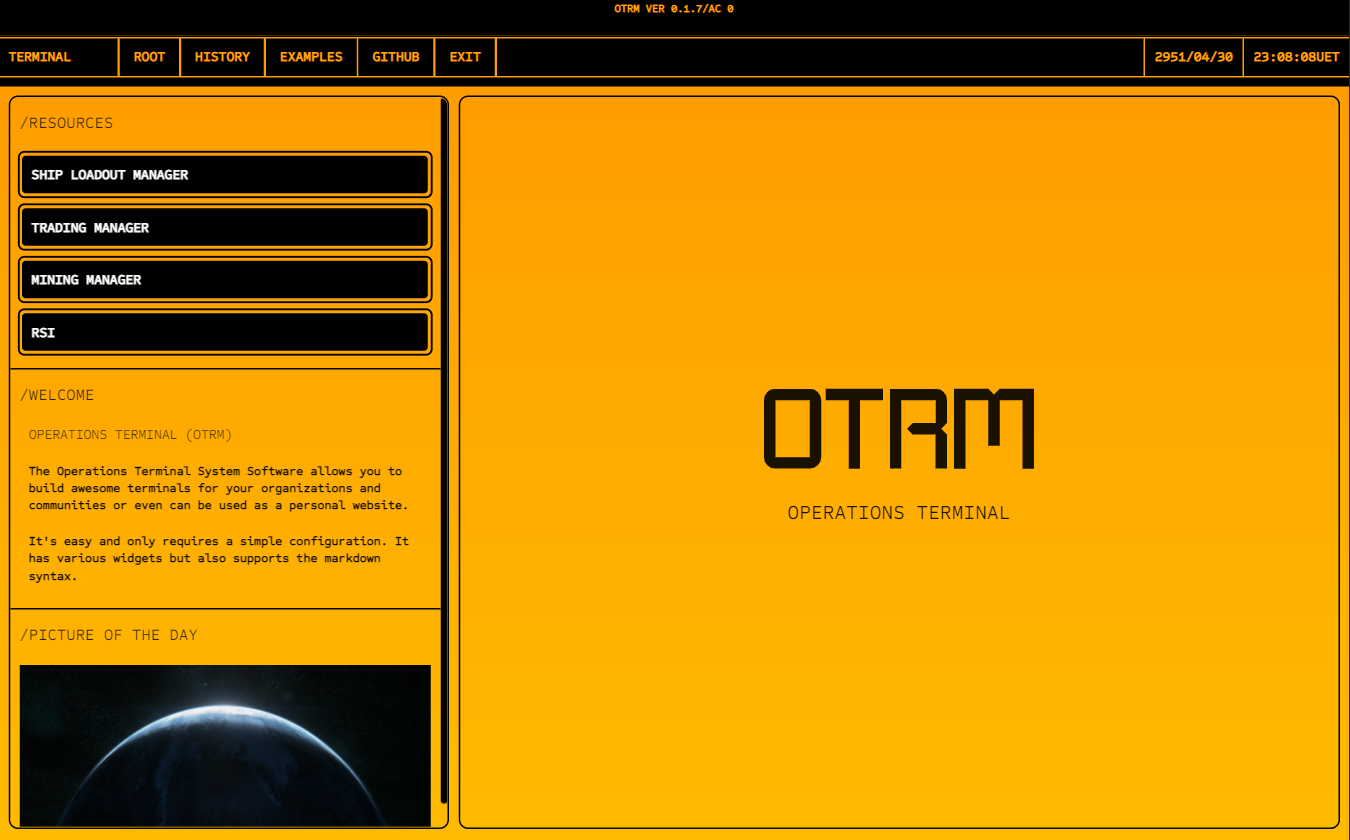 OTRM VER 0.1.7/AC 0
TERMINAL ROOT HISTORY EXAMPLES GITHUB EXIT 2951/04/30 23:08:08UET
/RESOURCES
SHIP LOADOUT MANAGER
TRADING MANAGER
MINING MANAGER
RSI
/WELCOME
OPERATIONS TERMINAL (OTRM)
The Operations Terminal System Software allows you to
build awesome terminals for your organizations and
communities or even can be used as a personal website.
It's easy and only requires a simple configuration. It
has various widgets but also supports the markdown
syntax.
/PICTURE OF THE DAY
OTRM
OPERATIONS TERMINAL